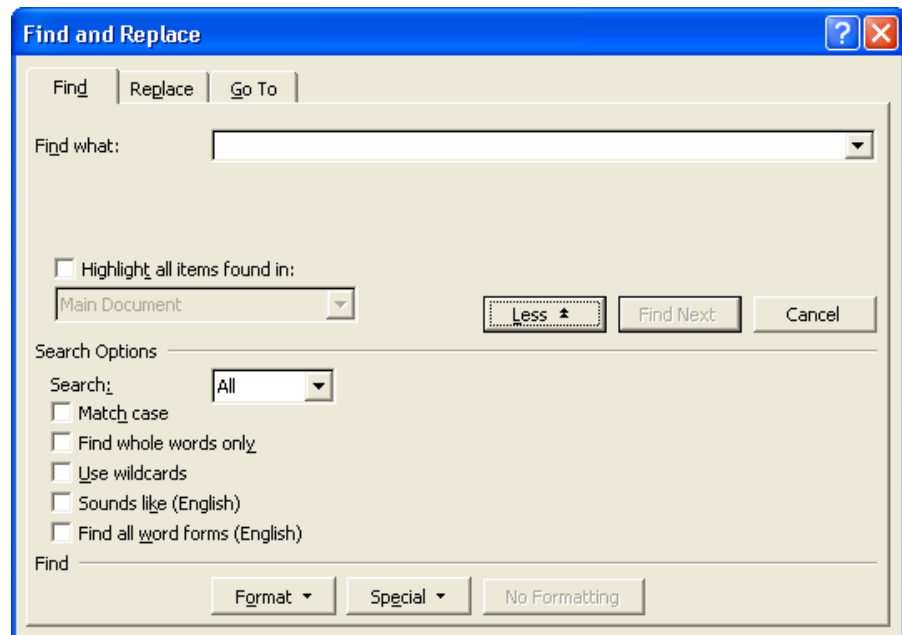 Find and Replace
Find Replace Go To
Find what:
Highlight all items found in:
Main Document
Less Find Next Cancel
Search Options
Search: All
Match case
Find whole words only
Use wildcards
Sounds like (English)
Find all word forms (English)
Find
Format Special No Formatting